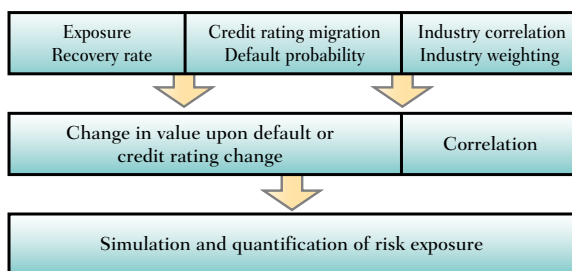 Exposure
Recovery rate
Credit rating migration
Default probability
Industry correlation
Industry weighting
Change in value upon default or
credit rating change
Correlation
Simulation and quantification of risk exposure